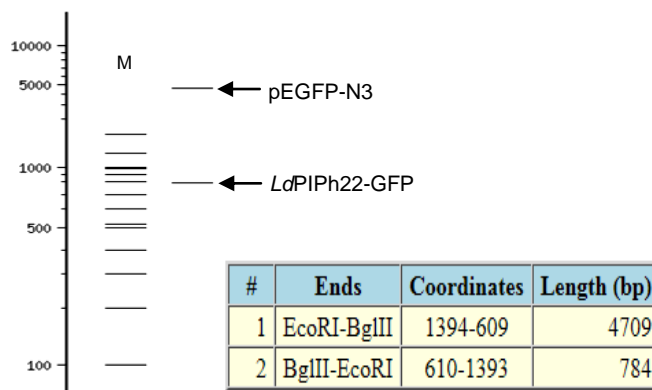 10000
M
5000
pEGFP-N3
1000
LdPIPh22-GFP
500
# Ends Coordinates Length (bp)
1 EcoRI-BglII 1394-609 4709
2 BglII-EcoRI 610-1393 784
100